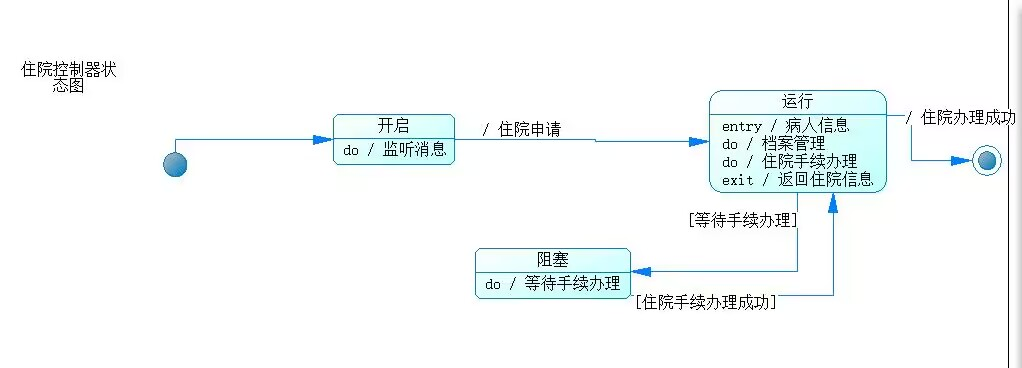 住院控制器状
态图
开启
do / 监听消息
/ 住院申请
运行
entry / 病人信息
do / 档案管理
do / 住院手续办理
exit / 返回住院信息
/ 住院办理成功
[等待手续办理]
阻塞
do / 等待手续办理
[住院手续办理成功]